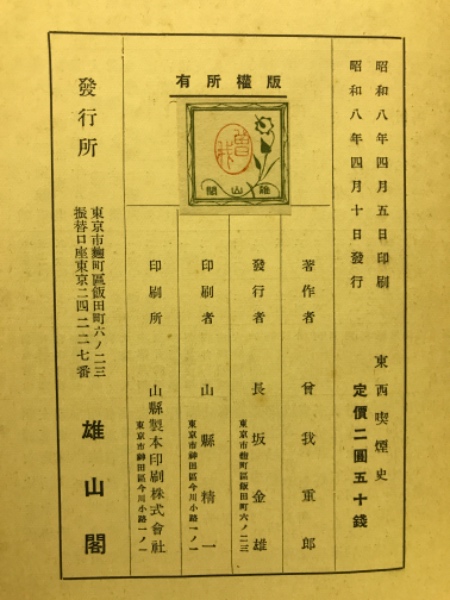 昭和八年四月五日印刷
昭和八年四月十日發行
東西喫煙史
定價二圓五十錢
版權所有
曾我
雄山閣
著作者　曾我重郎
發行者　長坂金雄
東京市麴町區飯田町六ノ二三
印刷者　山縣精一
東京市神田區今川小路一ノ一
印刷所　山縣製本印刷株式會社
東京市神田區今川小路一ノ一
發行所
東京市麴町區飯田町六ノ二三
振替口座東京二四二二七番
雄山閣